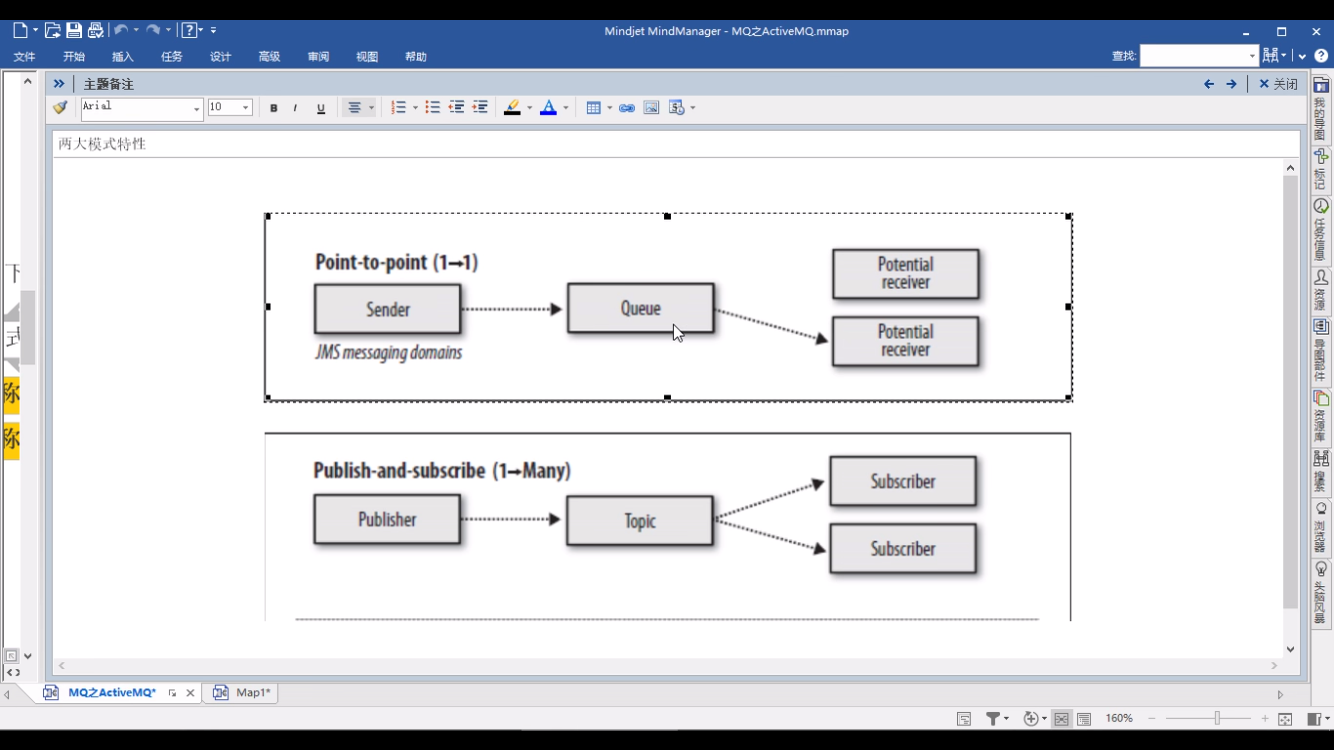 Mindjet MindManager - MQ之ActiveMQ.mmap
文件 开始 插入 任务 设计 高级 审阅 视图 帮助 查找:
主题备注
关闭
Arial 10 B I U
两大模式特性
Point-to-point (1→1)
Sender
Queue
Potential
receiver
Potential
receiver
JMS messaging domains
Publish-and-subscribe (1→Many)
Publisher
Topic
Subscriber
Subscriber
下
式
称
称
我的导图
标记
任务信息
资源
导图部件
资源库
搜索
浏览器
头脑风暴
MQ之ActiveMQ* Map1*
160%